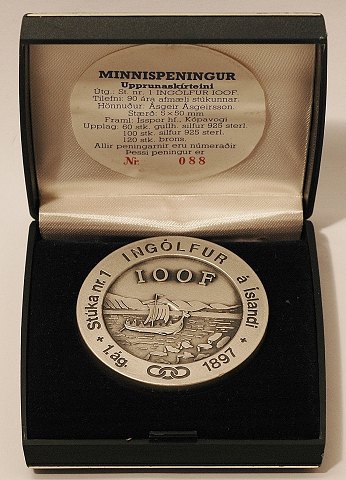 MINNISPENINGUR
Upprunaskírteini
Útg.: St. nr. 1 INGÓLFUR IOOF.
Tilefni: 90 ára afmæli stúkunnar.
Hönnuður: Ásgeir Ásgeirsson.
Stærð: 5 × 50 mm
Framl: Ísspor hf., Kópavogi
Upplag: 60 stk. gullh. silfur 925 sterl.
100 stk. silfur 925 sterl.
120 stk. brons.
Allir peningarnir eru númeraðir
Þessi peningur er
Nr. 088
Stúka nr. 1 INGÓLFUR á Íslandi
IOOF
1. ág. 1897